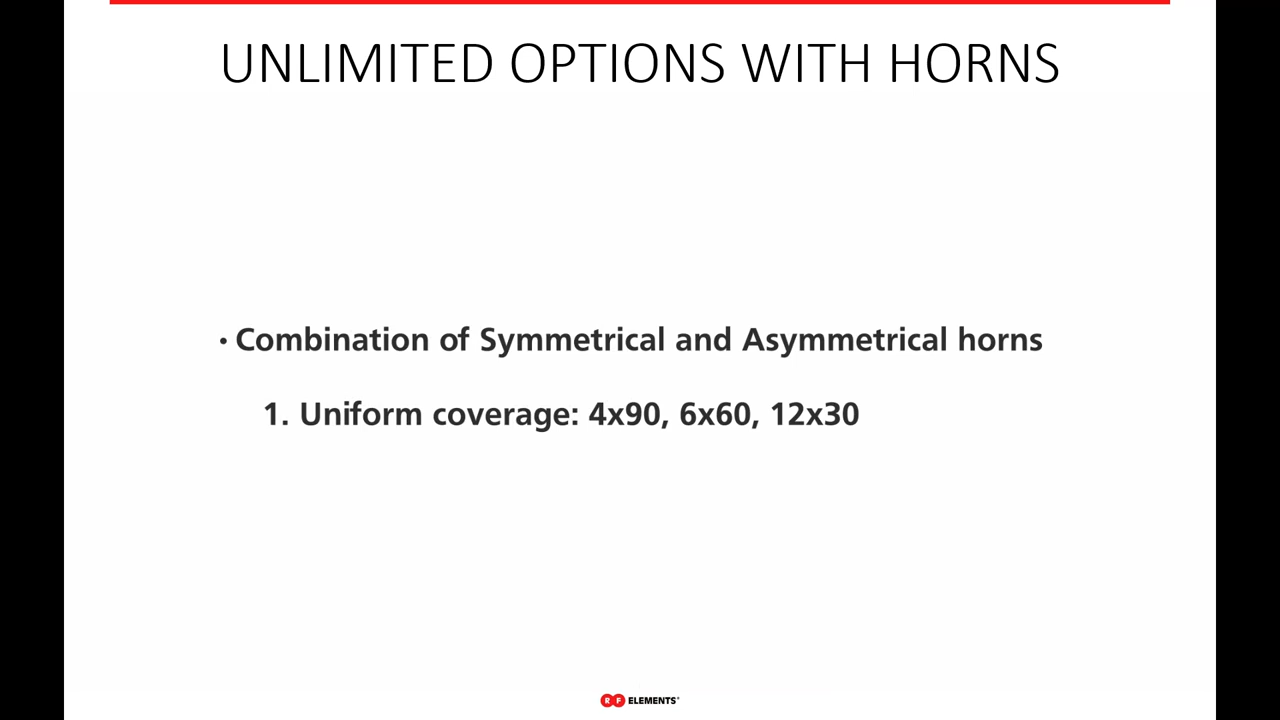 UNLIMITED OPTIONS WITH HORNS
• Combination of Symmetrical and Asymmetrical horns
1. Uniform coverage: 4x90, 6x60, 12x30
RF ELEMENTS®